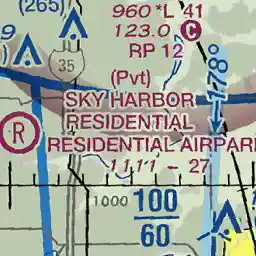 (265)
960 *L 41
123.0 C
RP 12
9
35
178°
(Pvt)
SKY HARBOR
RESIDENTIAL
R
RESIDENTIAL AIRPARK
1111 – 27
1000
100
60